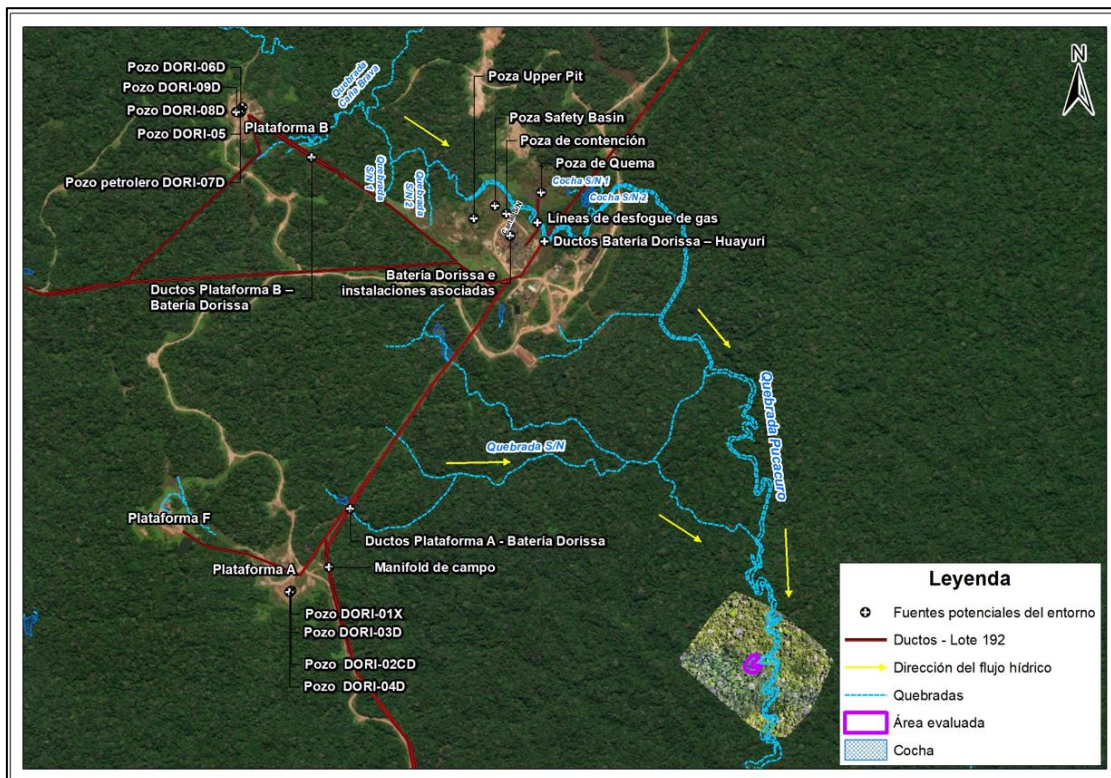 N
Pozo DORI-06D
Pozo DORI-09D
Pozo DORI-08D
Plataforma B
Pozo DORI-05
Pozo petrolero DORI-07D
Quebrada
Caña Brava
Quebrada
S/N 1
Quebrada
S/N 2
Poza Upper Pit
Poza Safety Basin
Poza de contención
Poza de Quema
Cocha S/N 1
Cocha S/N 2
Canal S/N
Líneas de desfogue de gas
Ductos Batería Dorissa – Huayurí
Batería Dorissa e
instalaciones asociadas
Ductos Plataforma B –
Batería Dorissa
Quebrada Pucacuro
Quebrada S/N
Plataforma F
Ductos Plataforma A - Batería Dorissa
Plataforma A
Manifold de campo
Pozo DORI-01X
Pozo DORI-03D
Pozo DORI-02CD
Pozo DORI-04D
Leyenda
Fuentes potenciales del entorno
Ductos - Lote 192
Dirección del flujo hídrico
Quebradas
Área evaluada
Cocha